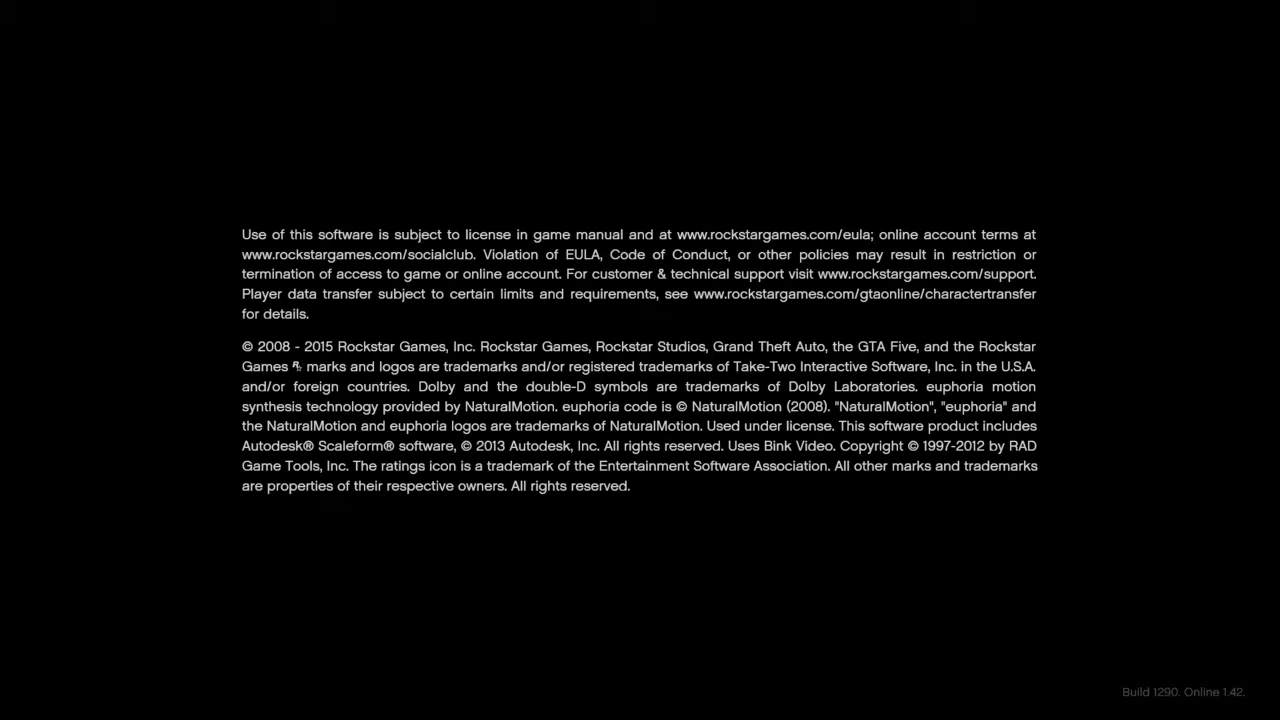 Use of this software is subject to license in game manual and at www.rockstargames.com/eula; online account terms at
www.rockstargames.com/socialclub. Violation of EULA, Code of Conduct, or other policies may result in restriction or
termination of access to game or online account. For customer & technical support visit www.rockstargames.com/support.
Player data transfer subject to certain limits and requirements, see www.rockstargames.com/gtaonline/charactertransfer
for details.
© 2008 - 2015 Rockstar Games, Inc. Rockstar Games, Rockstar Studios, Grand Theft Auto, the GTA Five, and the Rockstar
Games R* marks and logos are trademarks and/or registered trademarks of Take-Two Interactive Software, Inc. in the U.S.A.
and/or foreign countries. Dolby and the double-D symbols are trademarks of Dolby Laboratories. euphoria motion
synthesis technology provided by NaturalMotion. euphoria code is © NaturalMotion (2008). "NaturalMotion", "euphoria" and
the NaturalMotion and euphoria logos are trademarks of NaturalMotion. Used under license. This software product includes
Autodesk® Scaleform® software, © 2013 Autodesk, Inc. All rights reserved. Uses Bink Video. Copyright © 1997-2012 by RAD
Game Tools, Inc. The ratings icon is a trademark of the Entertainment Software Association. All other marks and trademarks
are properties of their respective owners. All rights reserved.
Build 1290. Online 1.42.